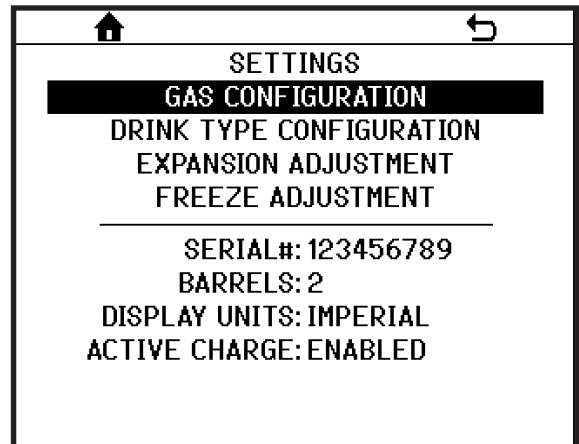 SETTINGS
GAS CONFIGURATION
DRINK TYPE CONFIGURATION
EXPANSION ADJUSTMENT
FREEZE ADJUSTMENT
SERIAL#: 123456789
BARRELS: 2
DISPLAY UNITS: IMPERIAL
ACTIVE CHARGE: ENABLED